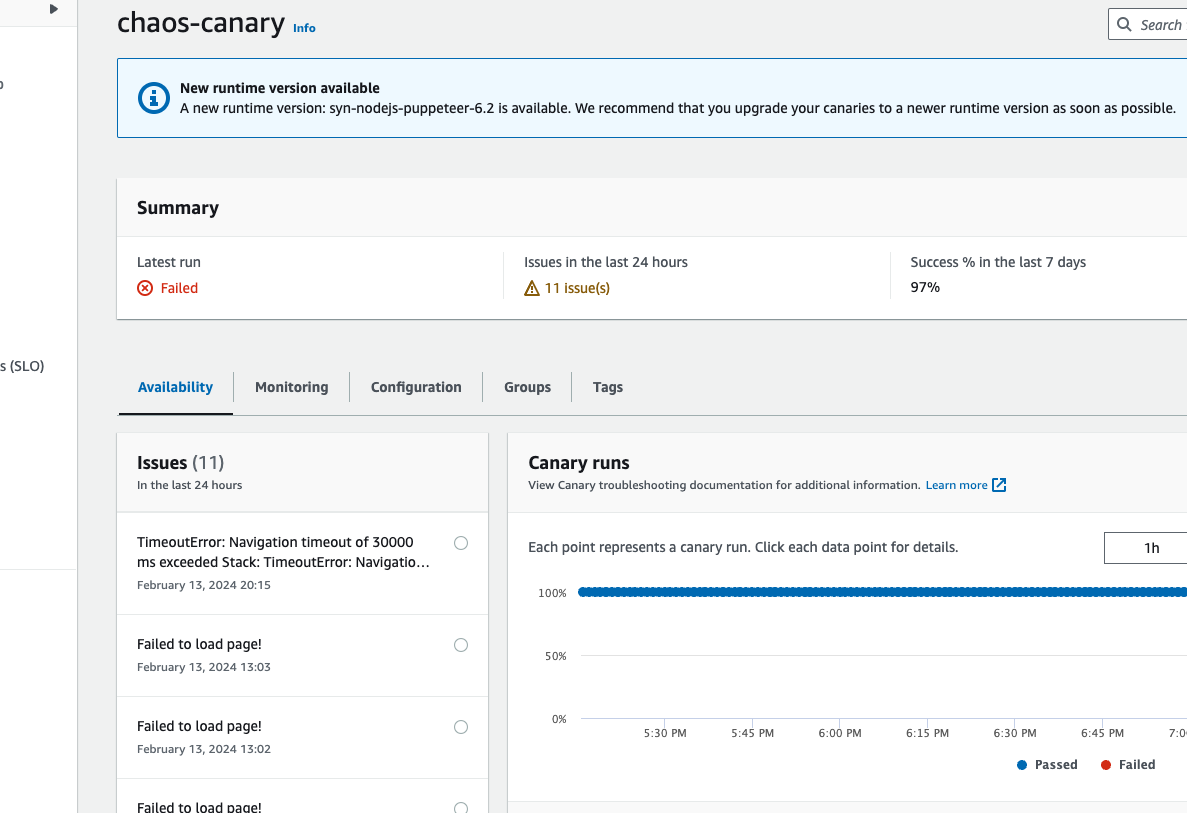 chaos-canary Info
Search
New runtime version available
A new runtime version: syn-nodejs-puppeteer-6.2 is available. We recommend that you upgrade your canaries to a newer runtime version as soon as possible.
Summary
Latest run
Failed
Issues in the last 24 hours
11 issue(s)
Success % in the last 7 days
97%
s (SLO)
Availability
Monitoring
Configuration
Groups
Tags
Issues (11)
In the last 24 hours
TimeoutError: Navigation timeout of 30000
ms exceeded Stack: TimeoutError: Navigatio…
February 13, 2024 20:15
Failed to load page!
February 13, 2024 13:03
Failed to load page!
February 13, 2024 13:02
Failed to load page!
Canary runs
View Canary troubleshooting documentation for additional information. Learn more
Each point represents a canary run. Click each data point for details.
1h
100%
50%
0%
5:30 PM 5:45 PM 6:00 PM 6:15 PM 6:30 PM 6:45 PM 7:0
Passed Failed